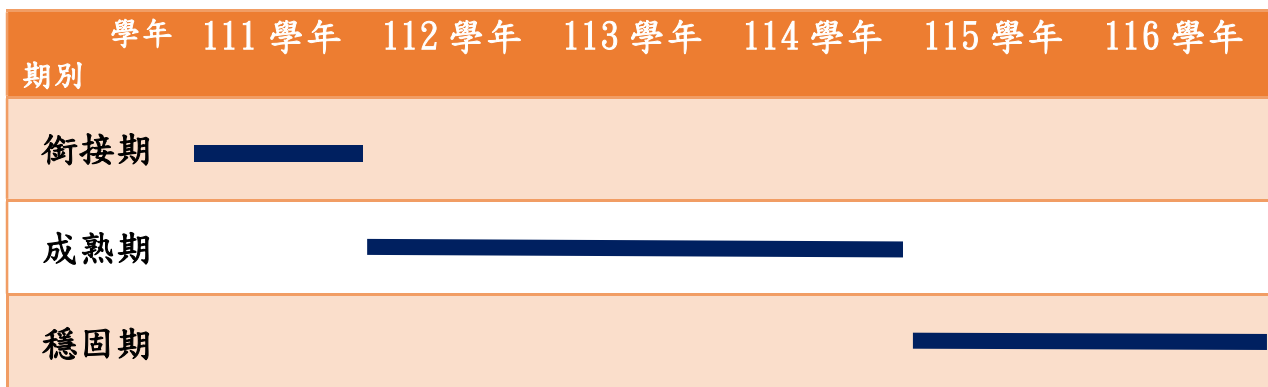 學年 111 學年 112 學年 113 學年 114 學年 115 學年 116 學年
期別
銜接期
成熟期
穩固期